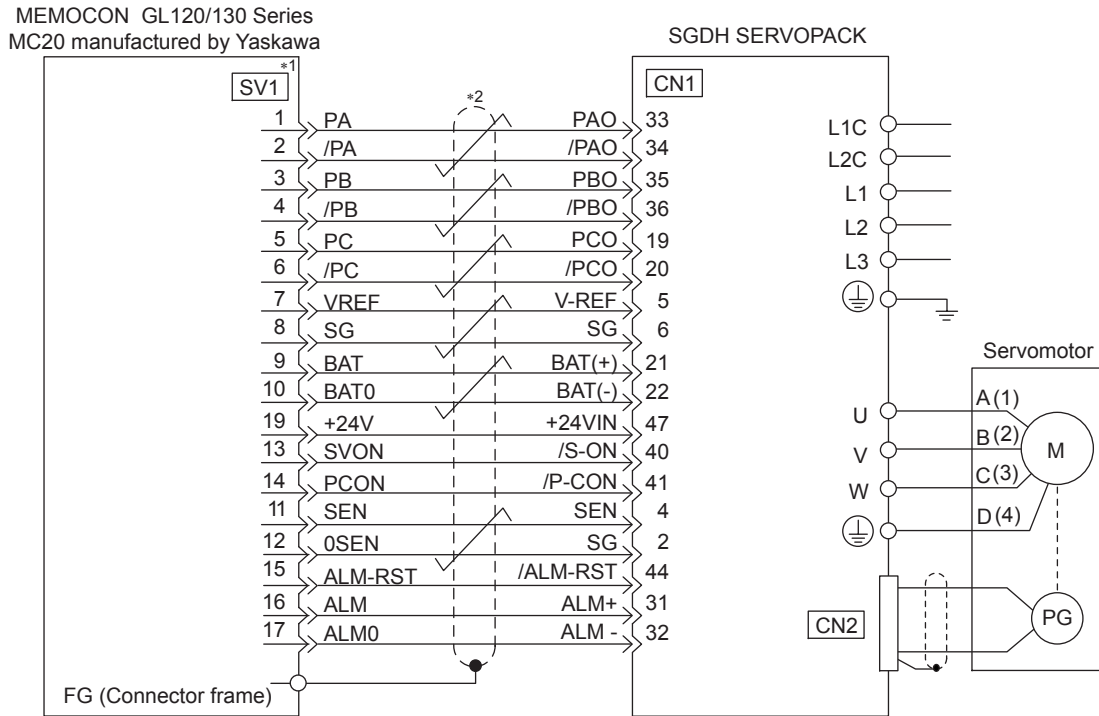 MEMOCON GL120/130 Series
MC20 manufactured by Yaskawa
SGDH SERVOPACK
*1
SV1
*2
CN1
1 PA PAO 33
2 /PA /PAO 34
3 PB PBO 35
4 /PB /PBO 36
5 PC PCO 19
6 /PC /PCO 20
7 VREF V-REF 5
8 SG SG 6
9 BAT BAT(+) 21
10 BAT0 BAT(-) 22
19 +24V +24VIN 47
13 SVON /S-ON 40
14 PCON /P-CON 41
11 SEN SEN 4
12 0SEN SG 2
15 ALM-RST /ALM-RST 44
16 ALM ALM+ 31
17 ALM0 ALM - 32
FG (Connector frame)
L1C
L2C
L1
L2
L3
Servomotor
U A (1)
V B (2)
W C (3)
D (4)
M
CN2
PG